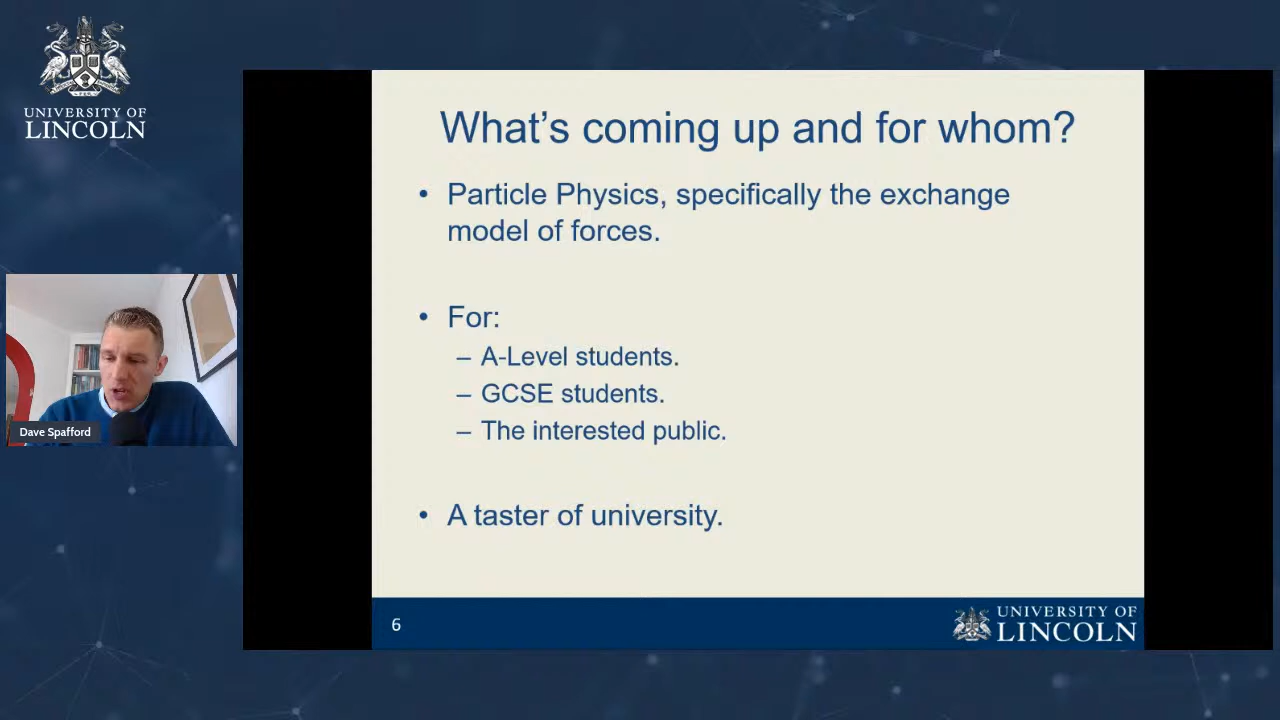 UNIVERSITY OF
LINCOLN
What's coming up and for whom?
• Particle Physics, specifically the exchange
model of forces.
• For:
– A-Level students.
– GCSE students.
– The interested public.
• A taster of university.
Dave Spafford
6
UNIVERSITY OF
LINCOLN